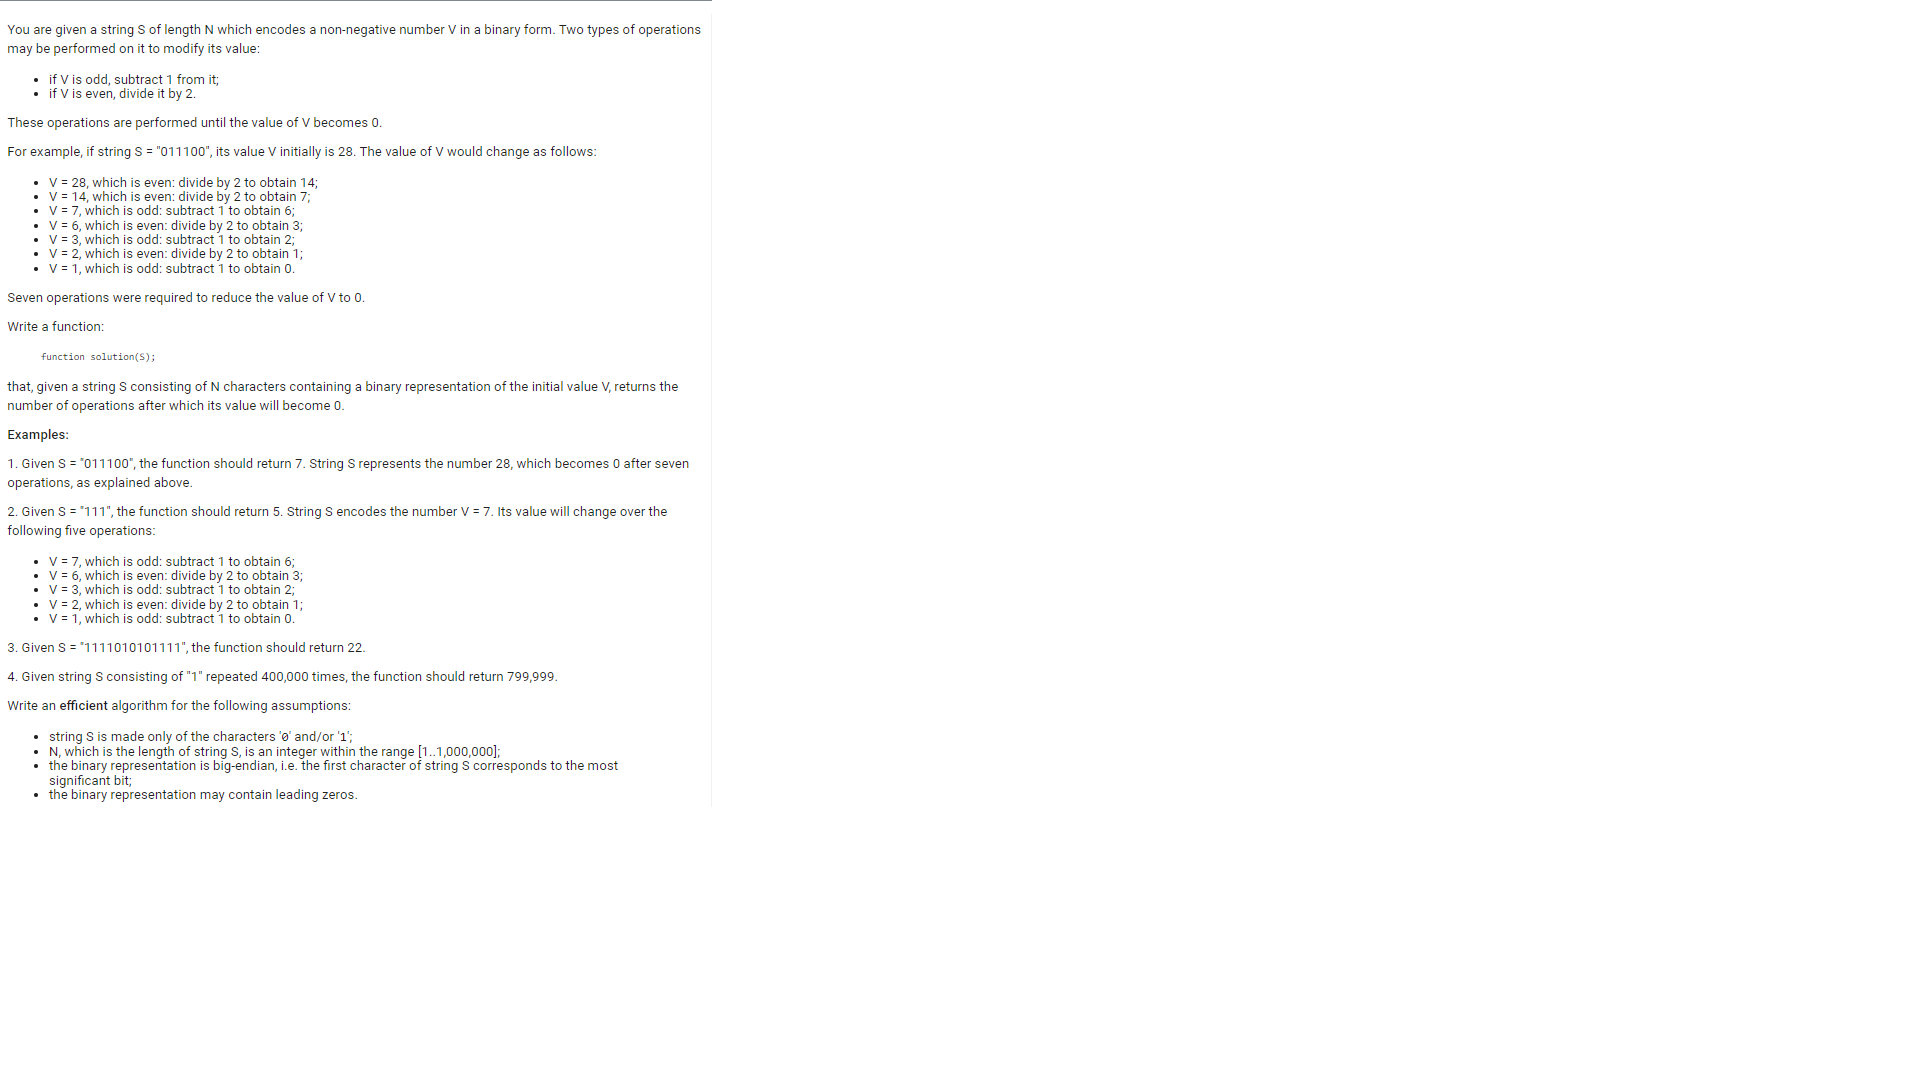 You are given a string S of length N which encodes a non-negative number V in a binary form. Two types of operations
may be performed on it to modify its value:
• if V is odd, subtract 1 from it;
• if V is even, divide it by 2.
These operations are performed until the value of V becomes 0.
For example, if string S = "011100", its value V initially is 28. The value of V would change as follows:
• V = 28, which is even: divide by 2 to obtain 14;
• V = 14, which is even: divide by 2 to obtain 7;
• V = 7, which is odd: subtract 1 to obtain 6;
• V = 6, which is even: divide by 2 to obtain 3;
• V = 3, which is odd: subtract 1 to obtain 2;
• V = 2, which is even: divide by 2 to obtain 1;
• V = 1, which is odd: subtract 1 to obtain 0.
Seven operations were required to reduce the value of V to 0.
Write a function:
function solution(S);
that, given a string S consisting of N characters containing a binary representation of the initial value V, returns the
number of operations after which its value will become 0.
Examples:
1. Given S = "011100", the function should return 7. String S represents the number 28, which becomes 0 after seven
operations, as explained above.
2. Given S = "111", the function should return 5. String S encodes the number V = 7. Its value will change over the
following five operations:
• V = 7, which is odd: subtract 1 to obtain 6;
• V = 6, which is even: divide by 2 to obtain 3;
• V = 3, which is odd: subtract 1 to obtain 2;
• V = 2, which is even: divide by 2 to obtain 1;
• V = 1, which is odd: subtract 1 to obtain 0.
3. Given S = "1111010101111", the function should return 22.
4. Given string S consisting of "1" repeated 400,000 times, the function should return 799,999.
Write an efficient algorithm for the following assumptions:
• string S is made only of the characters '0' and/or '1';
• N, which is the length of string S, is an integer within the range [1..1,000,000];
• the binary representation is big-endian, i.e. the first character of string S corresponds to the most
significant bit;
• the binary representation may contain leading zeros.